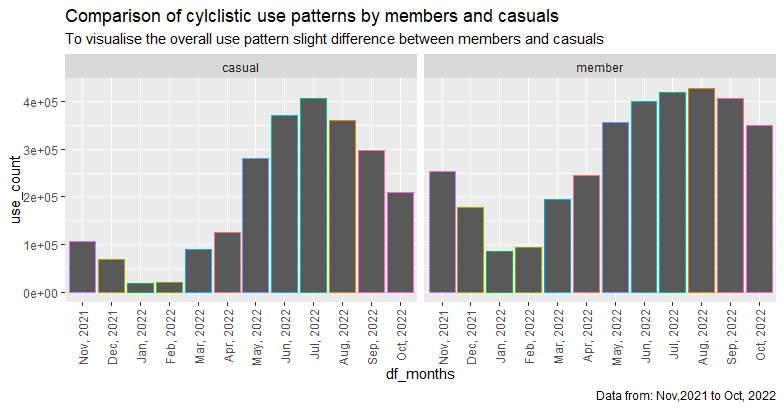 Comparison of cylclistic use patterns by members and casuals
To visualise the overall use pattern slight difference between members and casuals
casual
member
use_count
4e+05
3e+05
2e+05
1e+05
0e+00
Nov, 2021
Dec, 2021
Jan, 2022
Feb, 2022
Mar, 2022
Apr, 2022
May, 2022
Jun, 2022
Jul, 2022
Aug, 2022
Sep, 2022
Oct, 2022
Nov, 2021
Dec, 2021
Jan, 2022
Feb, 2022
Mar, 2022
Apr, 2022
May, 2022
Jun, 2022
Jul, 2022
Aug, 2022
Sep, 2022
Oct, 2022
df_months
Data from: Nov,2021 to Oct, 2022